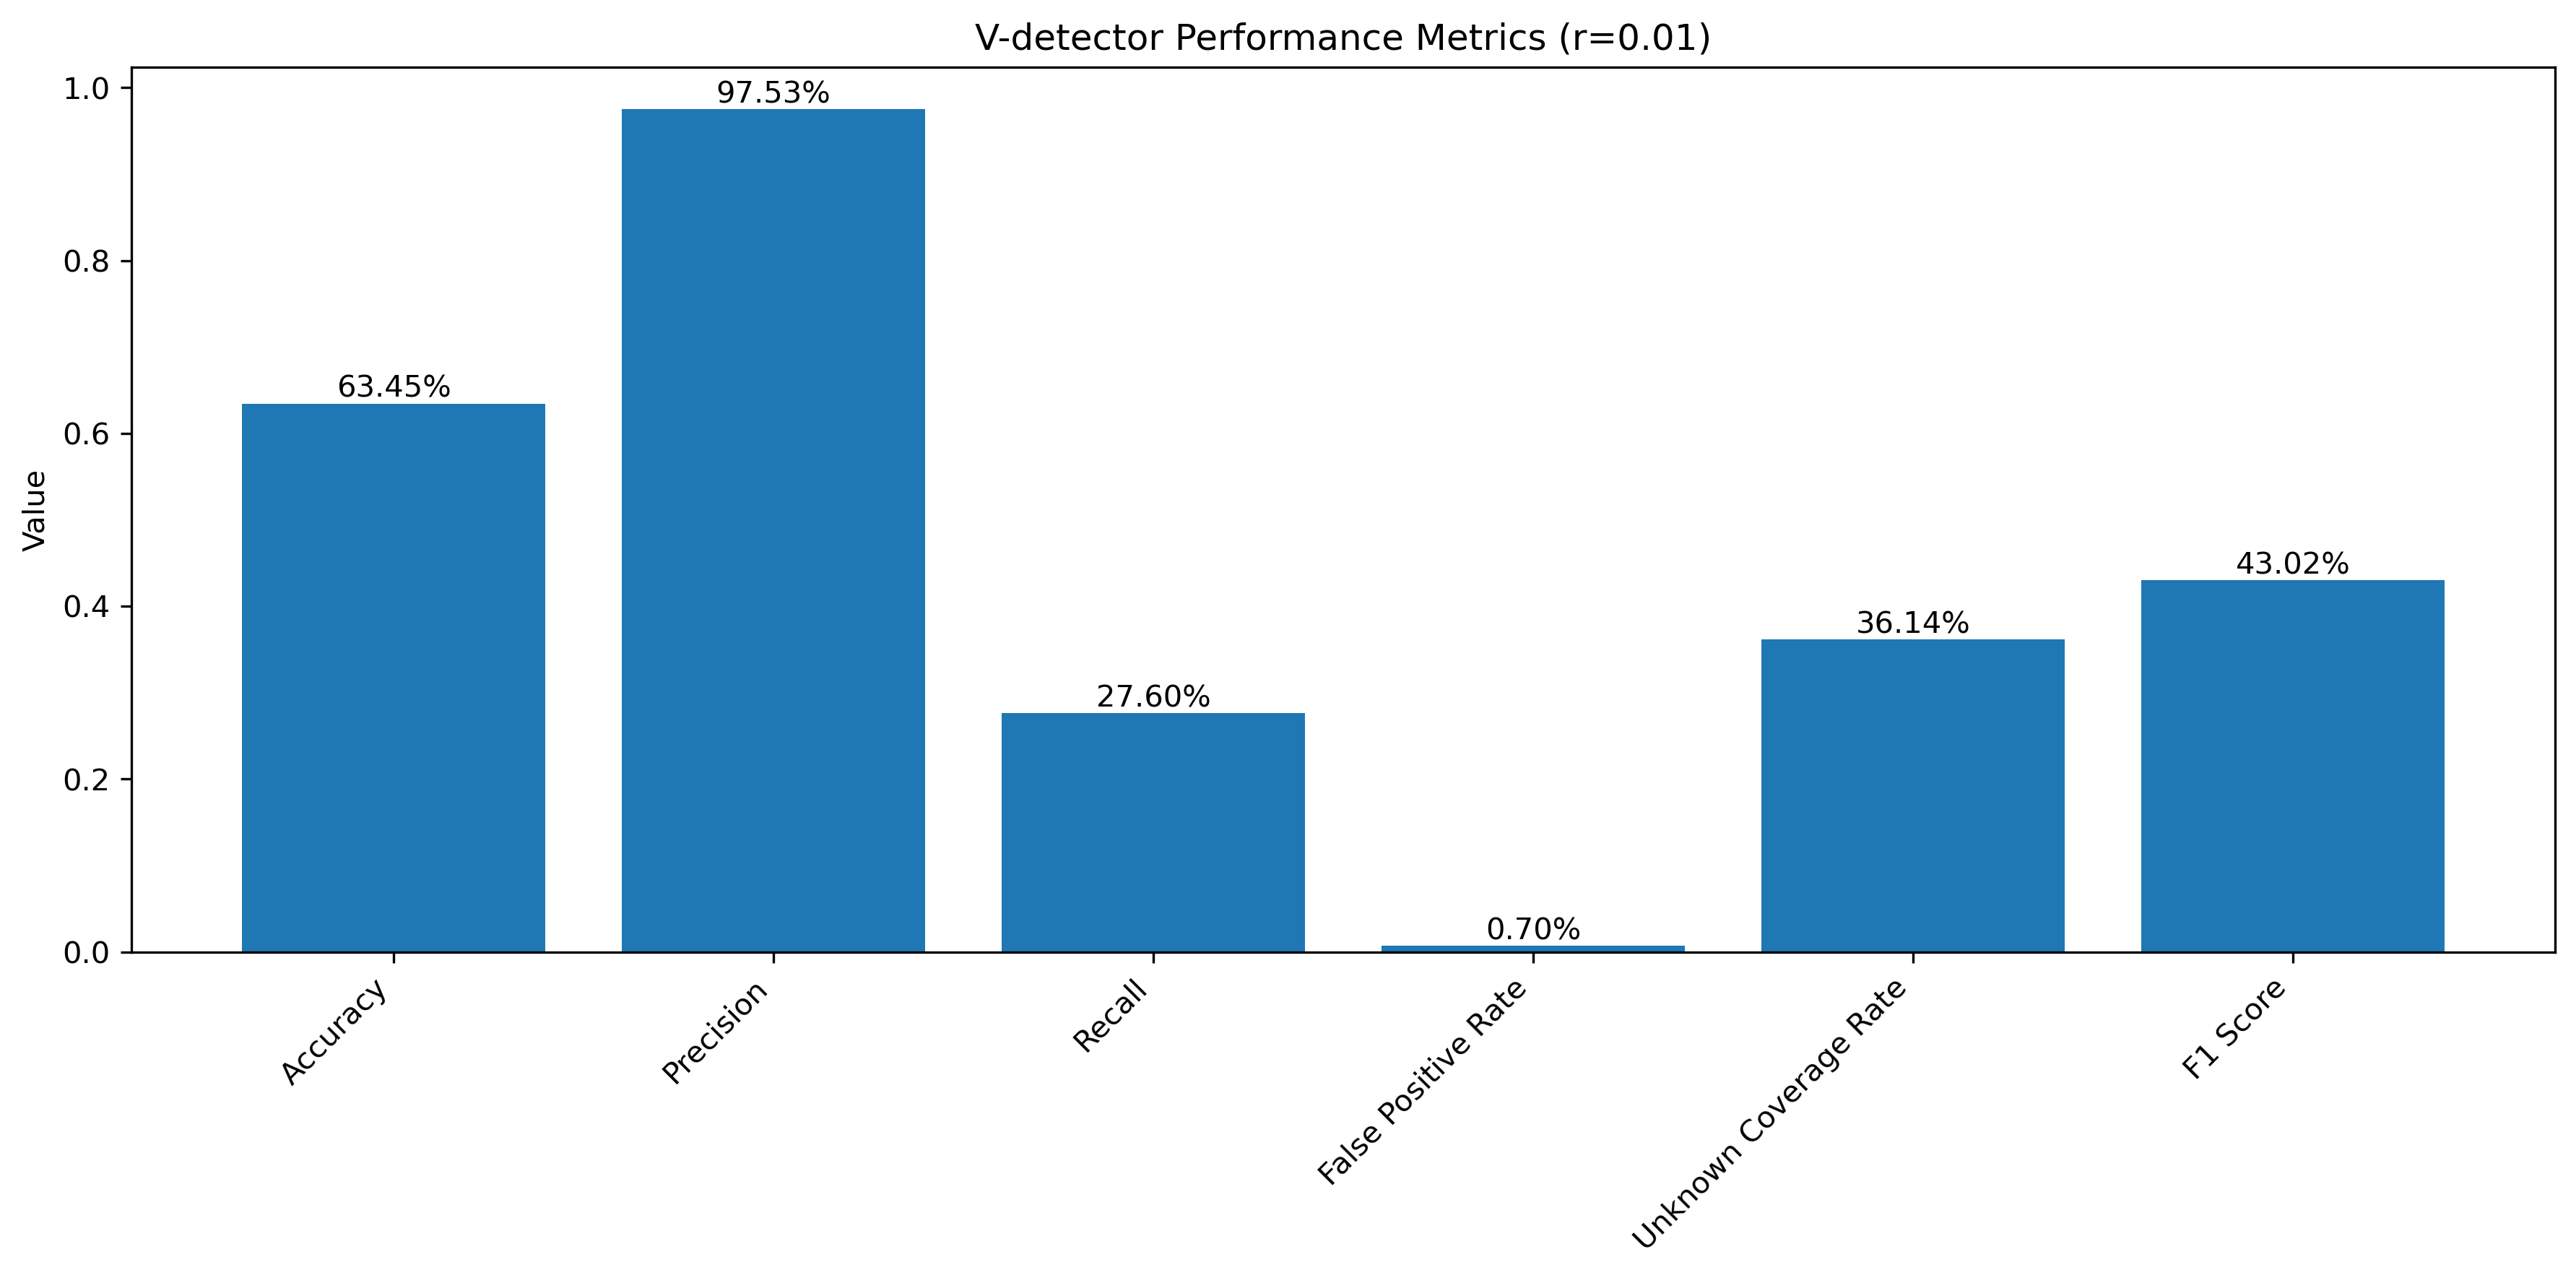 V-detector Performance Metrics (r=0.01)
Value
1.0
0.8
0.6
0.4
0.2
0.0
63.45%
97.53%
27.60%
0.70%
36.14%
43.02%
Accuracy
Precision
Recall
False Positive Rate
Unknown Coverage Rate
F1 Score